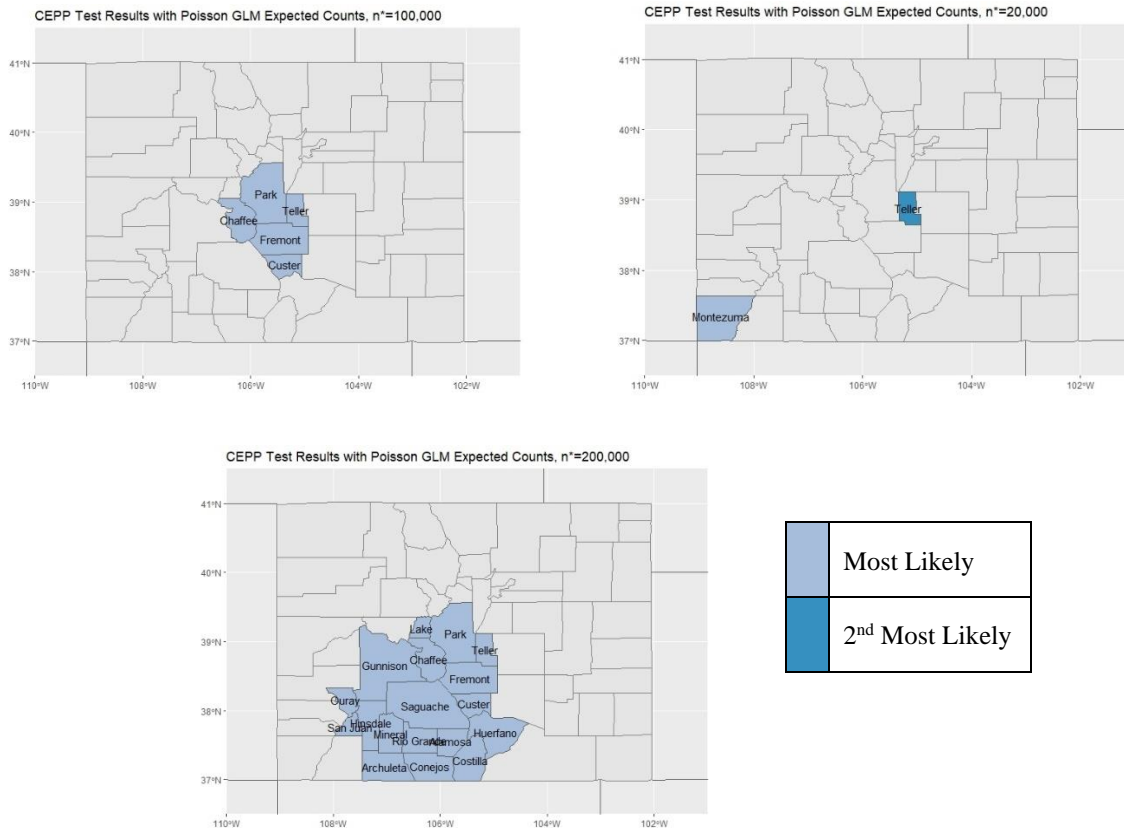 CEPP Test Results with Poisson GLM Expected Counts, n*=100,000
41°N
40°N
39°N
38°N
37°N
110°W
108°W
106°W
104°W
102°W
Park
Teller
Chaffee
Fremont
Custer
CEPP Test Results with Poisson GLM Expected Counts, n*=20,000
41°N
40°N
39°N
38°N
37°N
110°W
108°W
106°W
104°W
102°W
Teller
Montezuma
CEPP Test Results with Poisson GLM Expected Counts, n*=200,000
41°N
40°N
39°N
38°N
37°N
110°W
108°W
106°W
104°W
102°W
Lake
Park
Teller
Chaffee
Gunnison
Fremont
Ouray
Custer
Saguache
Hinsdale
San Juan
Mineral
Huerfano
Rio Grande
Alamosa
Costilla
Archuleta
Conejos
Most Likely
2nd Most Likely